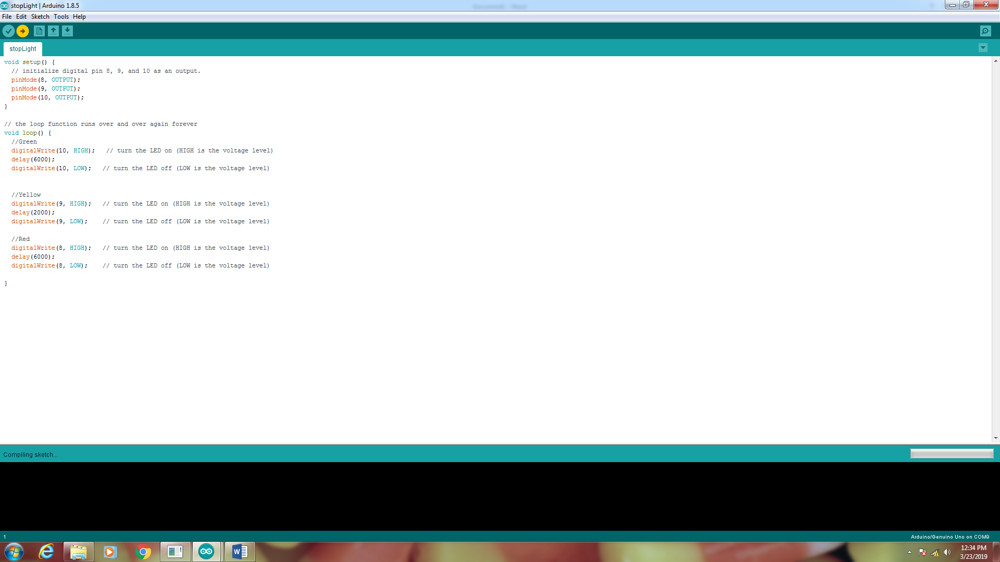 stopLight | Arduino 1.8.5
File Edit Sketch Tools Help
stopLight
void setup() {
  // initialize digital pin 8, 9, and 10 as an output.
  pinMode(8, OUTPUT);
  pinMode(9, OUTPUT);
  pinMode(10, OUTPUT);
}
// the loop function runs over and over again forever
void loop() {
  //Green
  digitalWrite(10, HIGH);   // turn the LED on (HIGH is the voltage level)
  delay(6000);
  digitalWrite(10, LOW);   // turn the LED off (LOW is the voltage level)
  //Yellow
  digitalWrite(9, HIGH);   // turn the LED on (HIGH is the voltage level)
  delay(2000);
  digitalWrite(9, LOW);    // turn the LED off (LOW is the voltage level)
  //Red
  digitalWrite(8, HIGH);   // turn the LED on (HIGH is the voltage level)
  delay(6000);
  digitalWrite(8, LOW);    // turn the LED off (LOW is the voltage level)
}
Compiling sketch...
1
Arduino/Genuino Uno on COM9
W
12:34 PM
3/23/2019